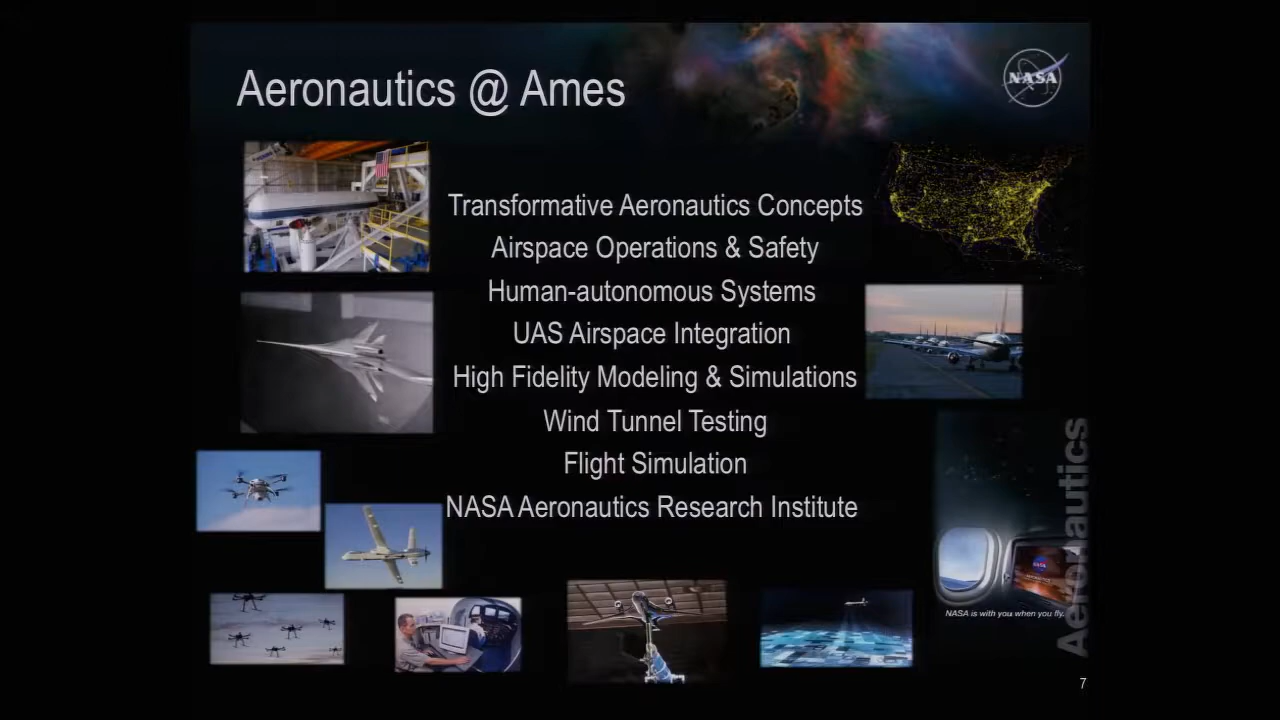 Aeronautics @ Ames
NASA
Transformative Aeronautics Concepts
Airspace Operations & Safety
Human-autonomous Systems
UAS Airspace Integration
High Fidelity Modeling & Simulations
Wind Tunnel Testing
Flight Simulation
NASA Aeronautics Research Institute
Aeronautics
NASA
NASA is with you when you fly.
7